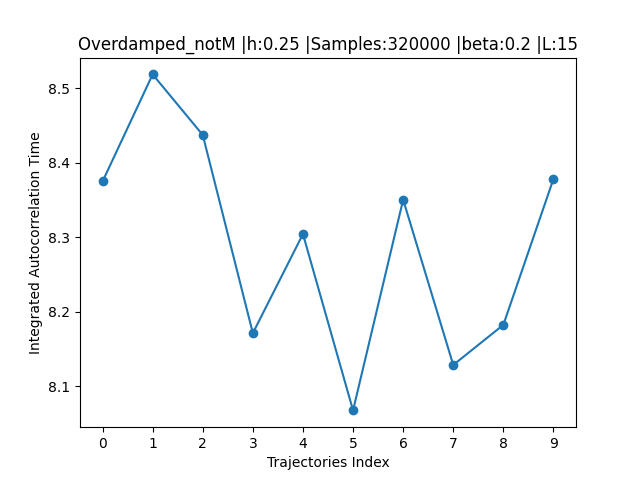 Overdamped_notM |h:0.25 |Samples:320000 |beta:0.2 |L:15
8.5
8.4
8.3
8.2
8.1
Integrated Autocorrelation Time
0 1 2 3 4 5 6 7 8 9
Trajectories Index